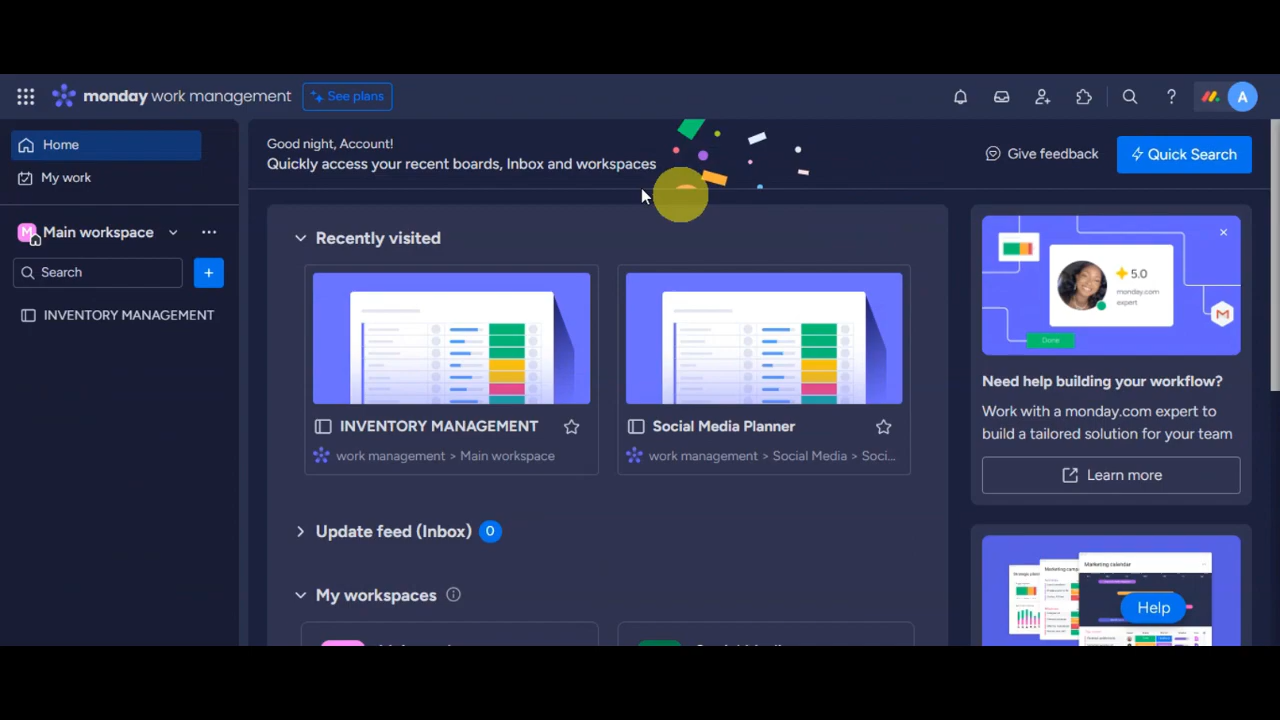 monday work management
See plans
A
Home
My work
M Main workspace
Search
INVENTORY MANAGEMENT
Good night, Account!
Quickly access your recent boards, Inbox and workspaces
Give feedback
Quick Search
Recently visited
INVENTORY MANAGEMENT
work management > Main workspace
Social Media Planner
work management > Social Media > Soci...
Update feed (Inbox) 0
My workspaces
5.0
monday.com
expert
M
Done
Need help building your workflow?
Work with a monday.com expert to
build a tailored solution for your team
Learn more
Marketing calendar
Help